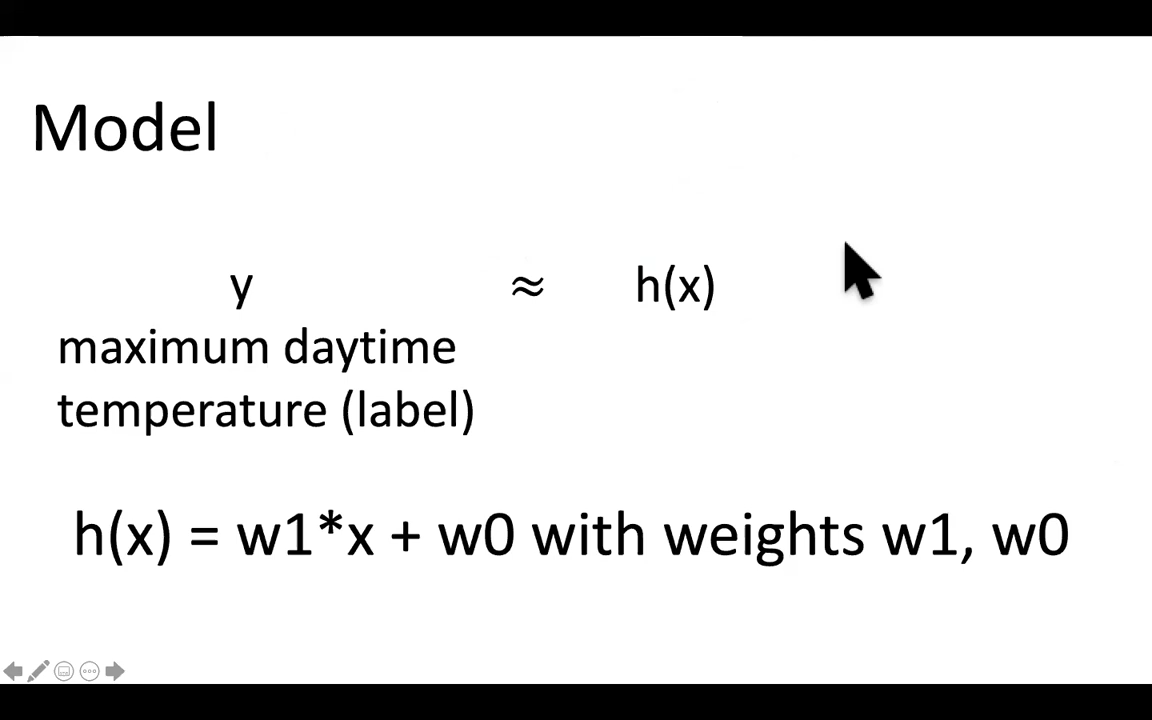 Model
y ≈ h(x)
maximum daytime
temperature (label)
h(x) = w1*x + w0 with weights w1, w0